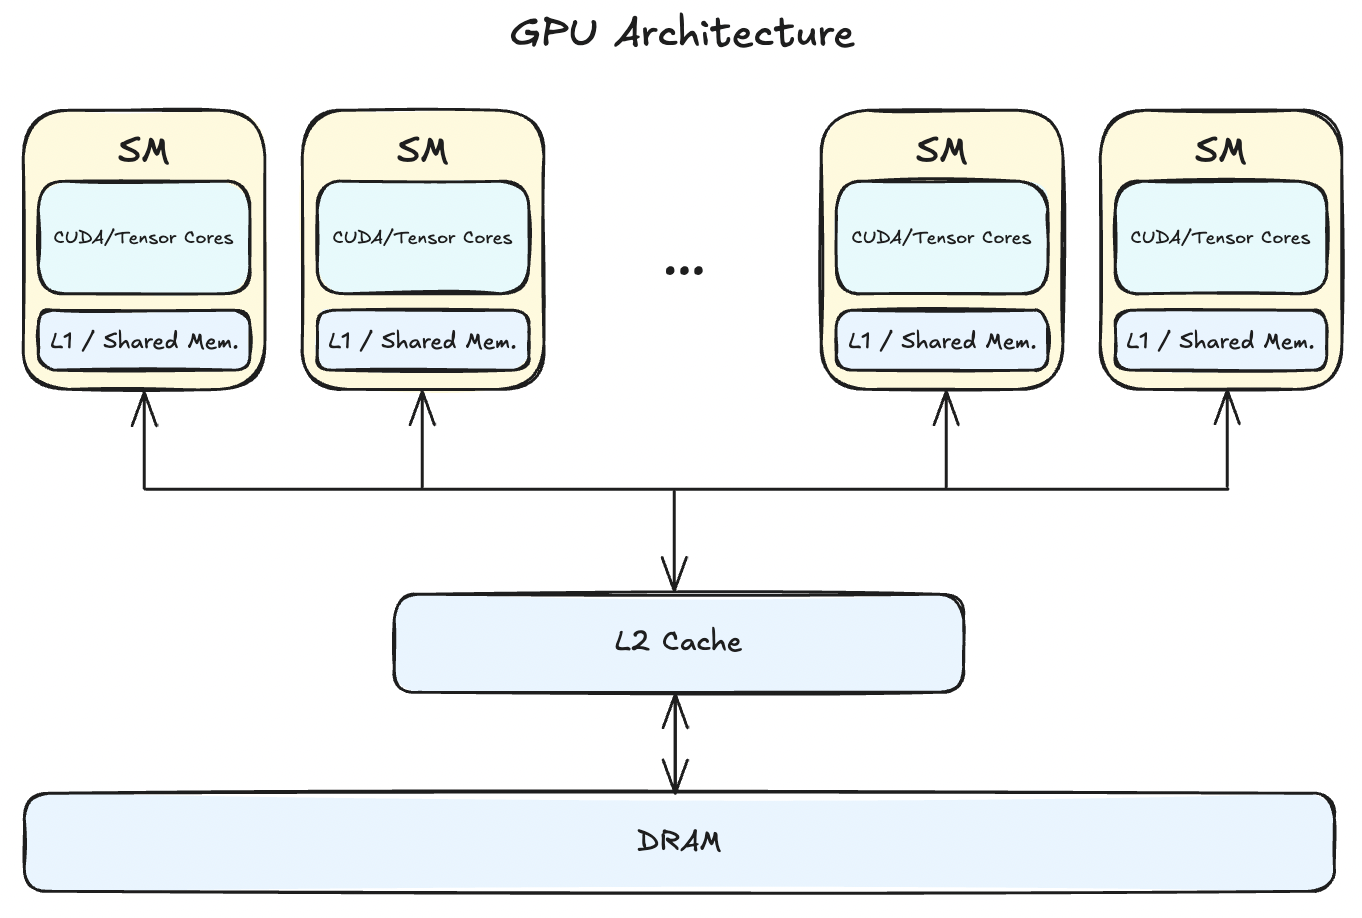 GPU Architecture
SM
CUDA/Tensor Cores
L1 / Shared Mem.
SM
CUDA/Tensor Cores
L1 / Shared Mem.
...
SM
CUDA/Tensor Cores
L1 / Shared Mem.
SM
CUDA/Tensor Cores
L1 / Shared Mem.
L2 Cache
DRAM